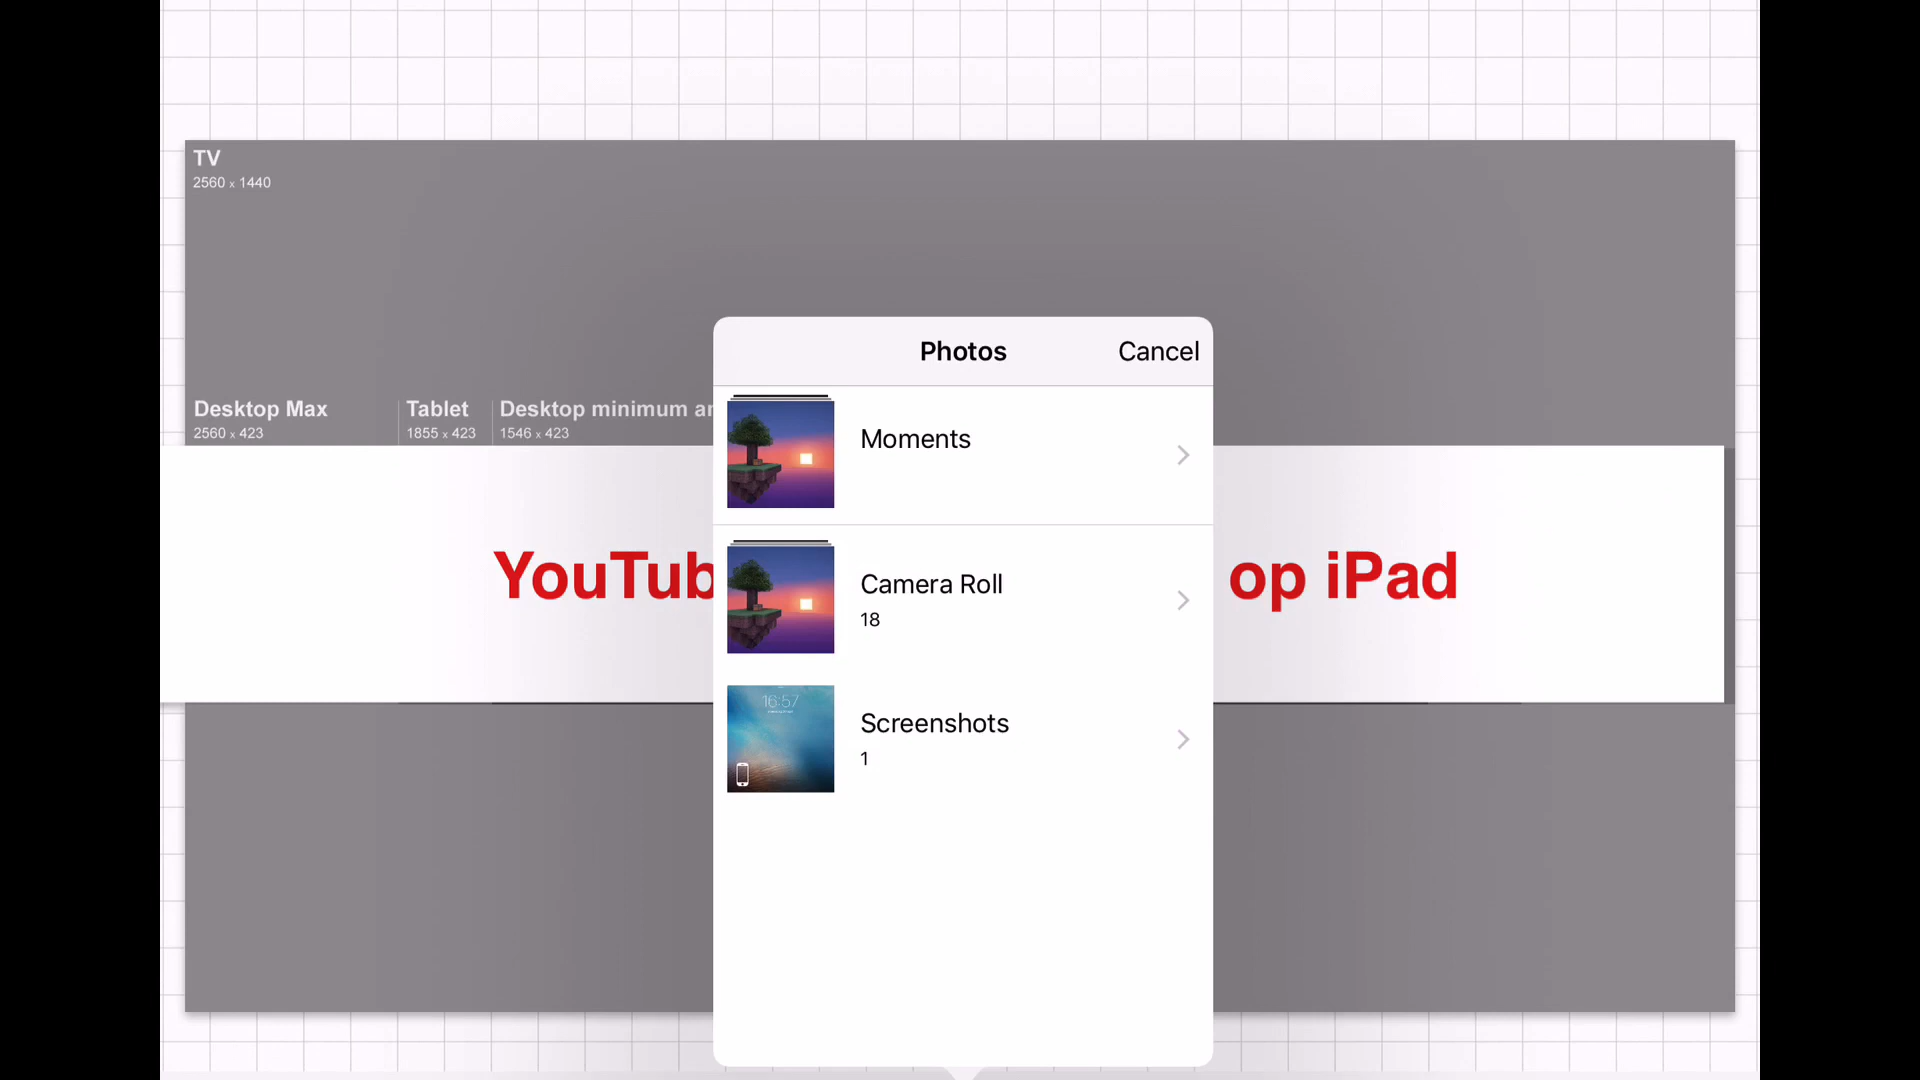 TV
2560 x 1440
Photos
Cancel
Desktop Max
Tablet
Desktop minimum
2560 x 423
1855 x 423
1546 x 423
Moments
YouTub
op iPad
Camera Roll
18
16:57
Screenshots
1